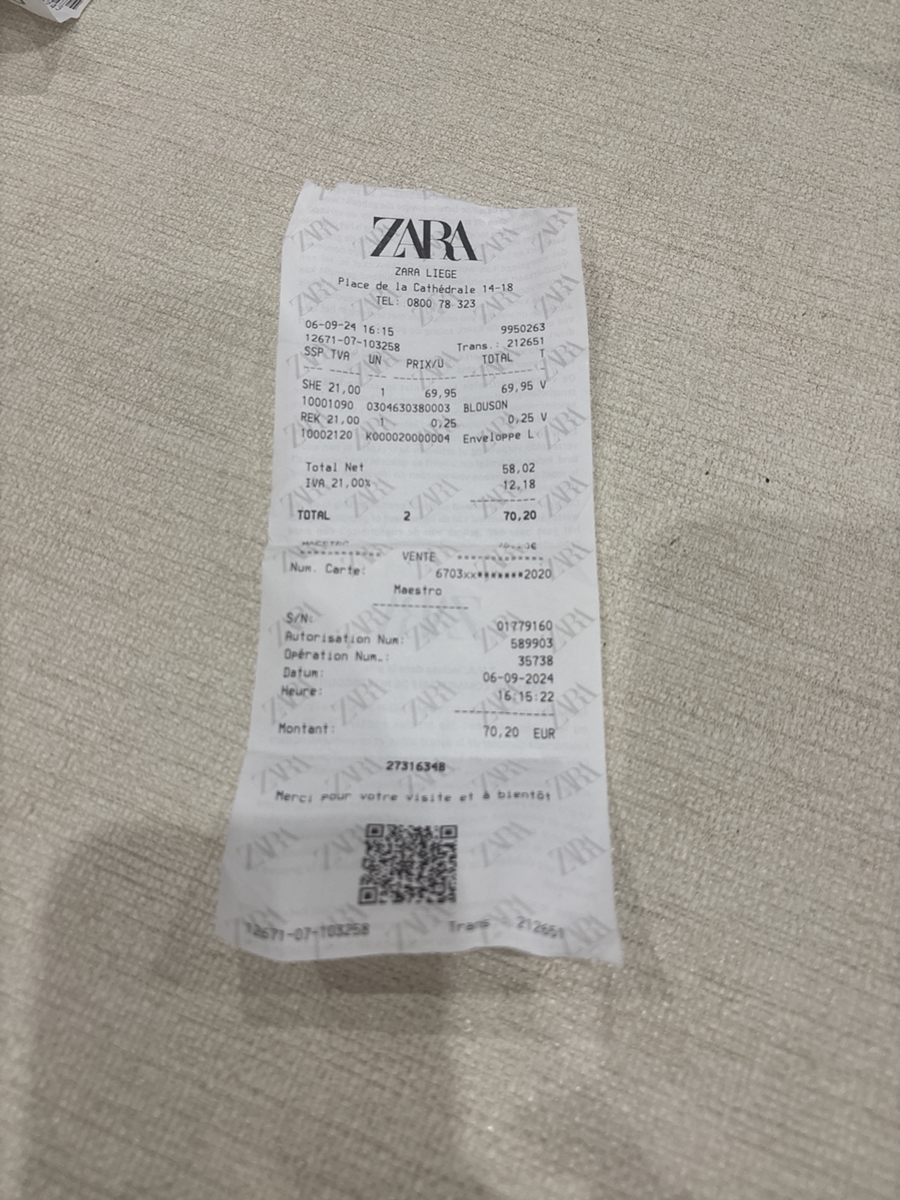 ZARA
ZARA LIEGE
Place de la Cathédrale 14-18
TEL: 0800 78 323
06-09-24 16:15 9950263
12671-07-103258 Trans.: 212651
SSP TVA UN PRIX/U TOTAL T
SHE 21,00 1 69,95 69,95 V
10001090 0304630380003 BLOUSON
REK 21,00 1 0,25 0,25 V
10002120 K000020000004 Enveloppe L
Total Net 58,02
IVA 21,00% 12,18
TOTAL 2 70,20
************ VENTE ************
Num. Carte: 6703xx*******2020
Maestro
S/N: 01779160
Autorisation Num: 589903
Opération Num.: 35738
Datum: 06-09-2024
Heure: 16:15:22
Montant: 70,20 EUR
27316348
Merci pour votre visite et à bientôt
12671-07-103258 Trans.: 212651